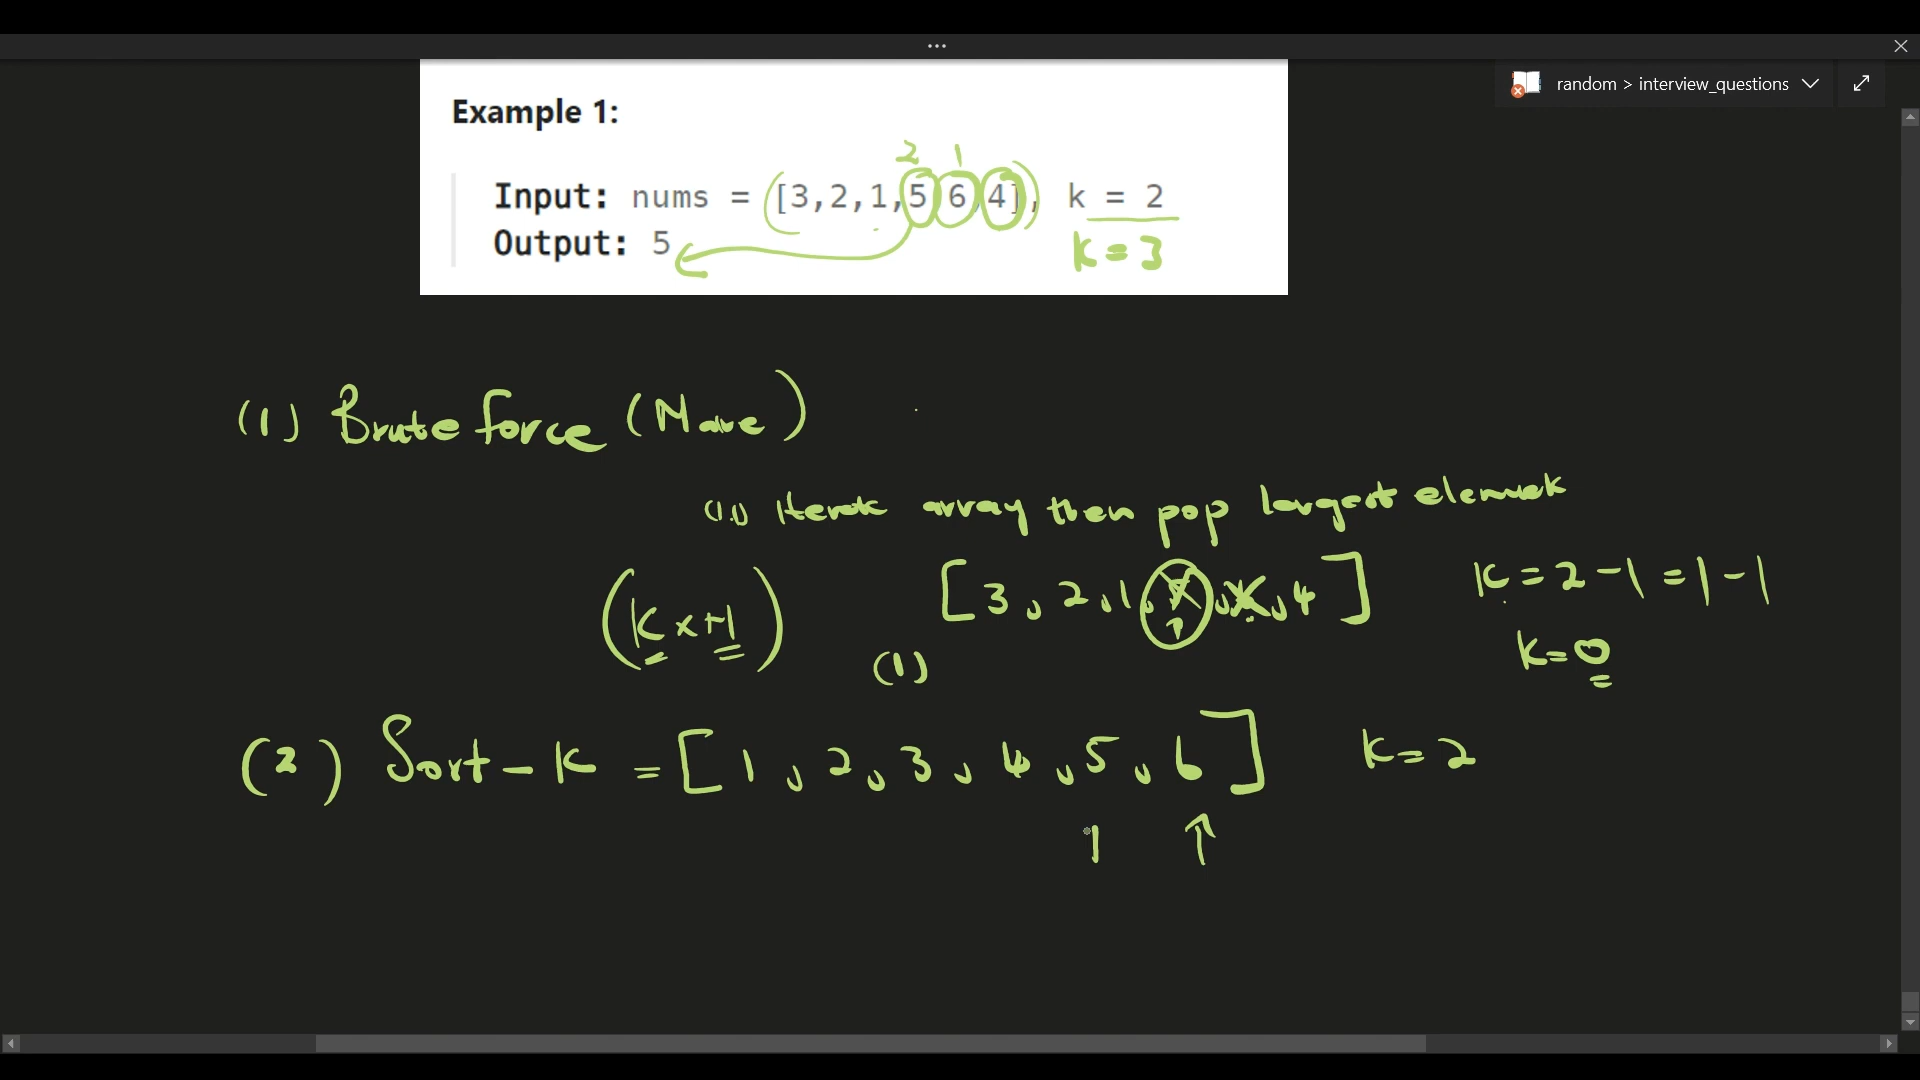 random > interview_questions
Example 1:
2 1
Input: nums = [3,2,1,5,6,4], k = 2
Output: 5
k=3
(1) Brute force (Naive)
(1.1) iterate array then pop largest element
[3, 2, 1, , , 4] k=2-1=1-1
(k×+1)
(1)
k=0
(2) Sort-k = [1, 2, 3, 4, 5, 6] k=2